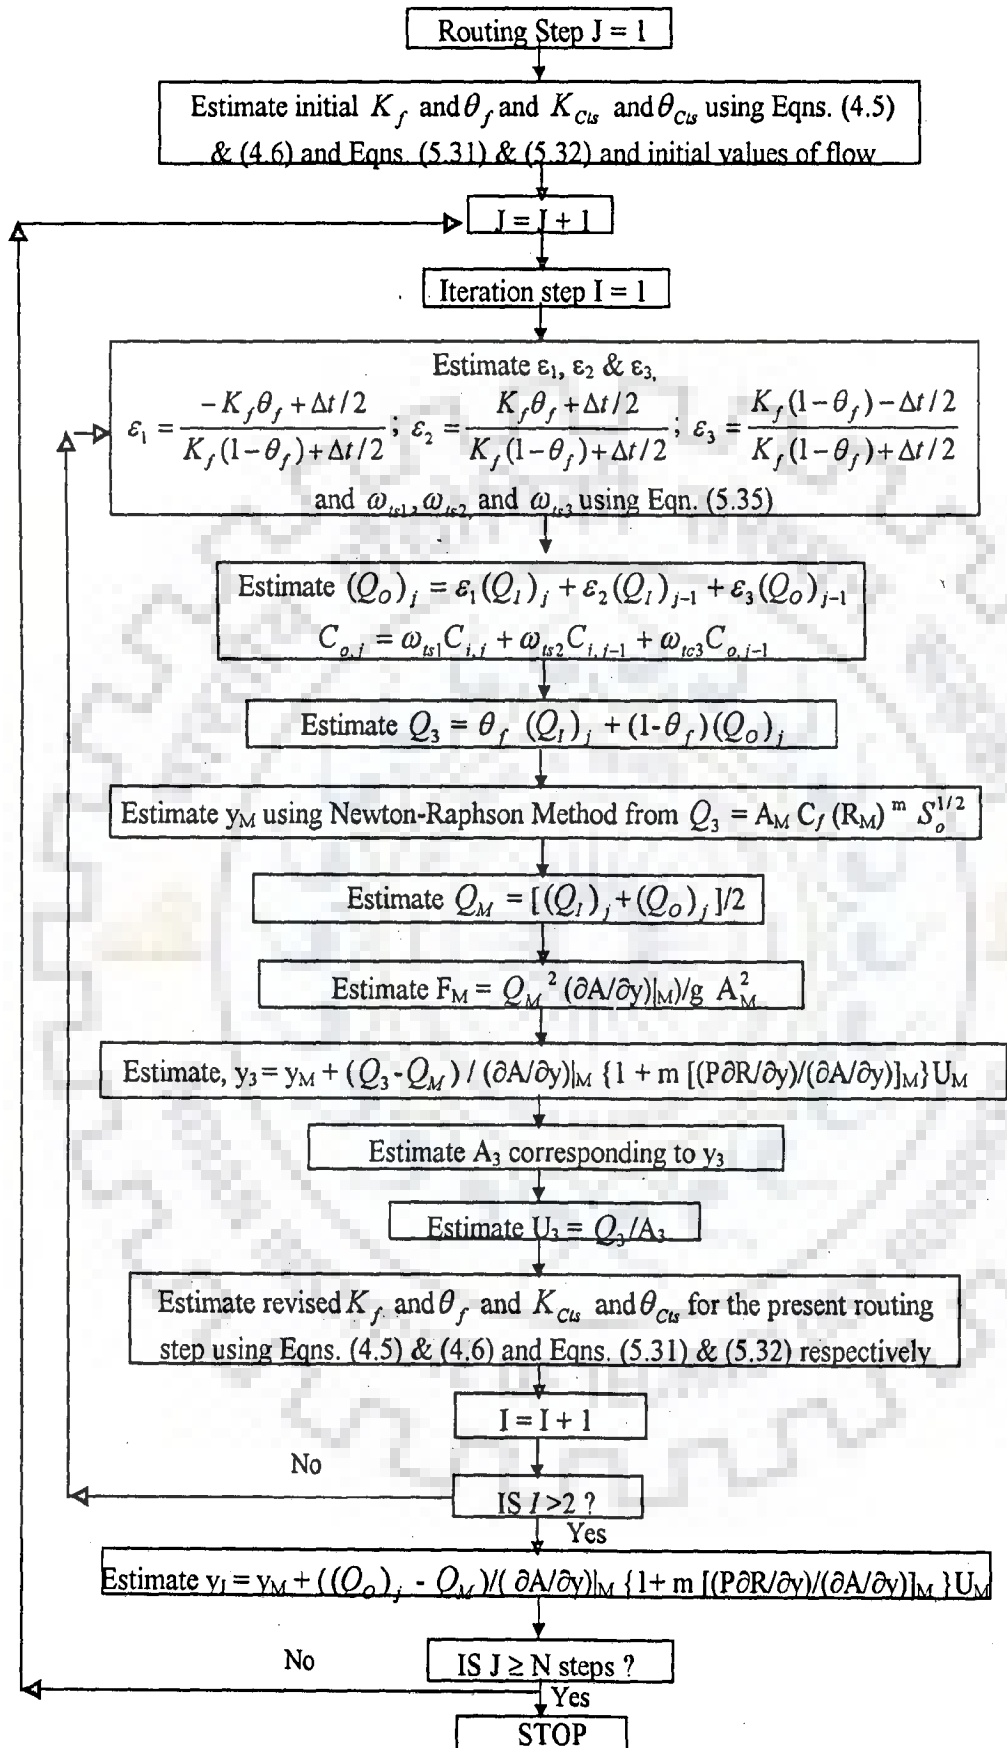 Routing Step J = 1
Estimate initial K_f and θ_f and K_Cts and θ_Cts using Eqns. (4.5)
& (4.6) and Eqns. (5.31) & (5.32) and initial values of flow
J = J + 1
Iteration step I = 1
Estimate ε₁, ε₂ & ε₃,
ε₁ = (-K_f θ_f + Δt/2) / (K_f(1-θ_f) + Δt/2) ; ε₂ = (K_f θ_f + Δt/2) / (K_f(1-θ_f) + Δt/2) ; ε₃ = (K_f(1-θ_f) - Δt/2) / (K_f(1-θ_f) + Δt/2)
and ω_ts1, ω_ts2, and ω_ts3 using Eqn. (5.35)
Estimate (Q_O)_j = ε₁(Q_I)_j + ε₂(Q_I)_j-1 + ε₃(Q_O)_j-1
C_o,j = ω_ts1 C_i,j + ω_ts2 C_i,j-1 + ω_tc3 C_o,j-1
Estimate Q₃ = θ_f (Q_I)_j + (1-θ_f)(Q_O)_j
Estimate y_M using Newton-Raphson Method from Q₃ = A_M C_f (R_M)^m S_o^1/2
Estimate Q_M = [(Q_I)_j + (Q_O)_j]/2
Estimate F_M = Q_M² (∂A/∂y)|_M)/g A_M²
Estimate, y₃ = y_M + (Q₃-Q_M) / (∂A/∂y)|_M {1 + m [(P∂R/∂y)/(∂A/∂y)]_M}U_M
Estimate A₃ corresponding to y₃
Estimate U₃ = Q₃/A₃
Estimate revised K_f and θ_f and K_Cts and θ_Cts for the present routing
step using Eqns. (4.5) & (4.6) and Eqns. (5.31) & (5.32) respectively
I = I + 1
No
IS I >2 ?
Yes
Estimate y_J = y_M + ((Q_O)_j - Q_M)/( ∂A/∂y)|_M {1+ m [(P∂R/∂y)/(∂A/∂y)]_M }U_M
No
IS J ≥ N steps ?
Yes
STOP